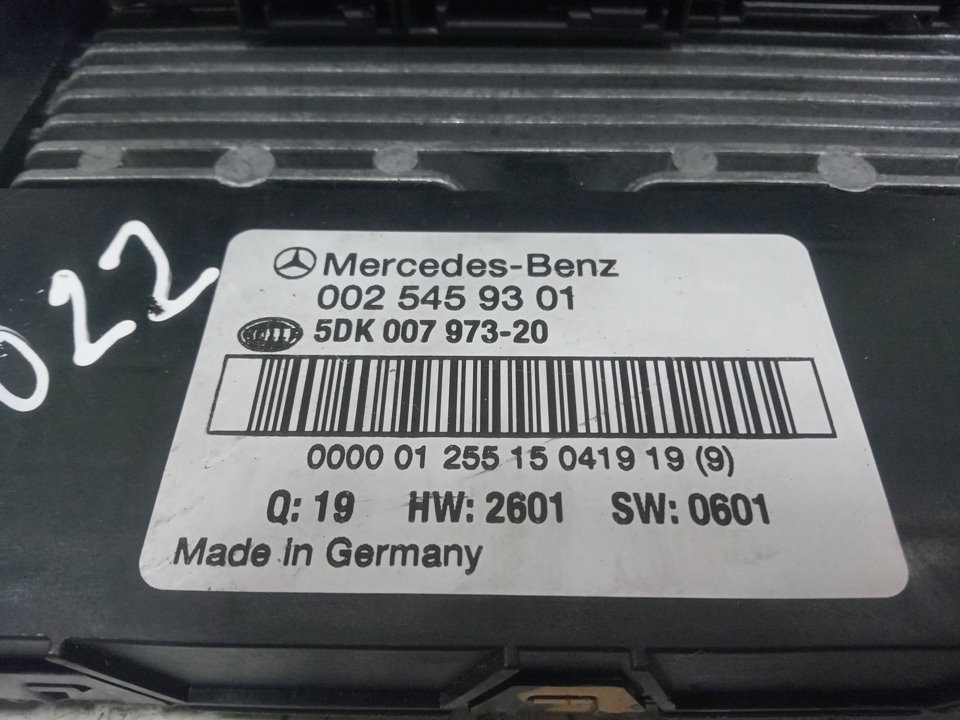 022
Mercedes-Benz
002 545 93 01
HELLA 5DK 007 973-20
0000 01 255 15 0419 19 (9)
Q: 19 HW: 2601 SW: 0601
Made in Germany